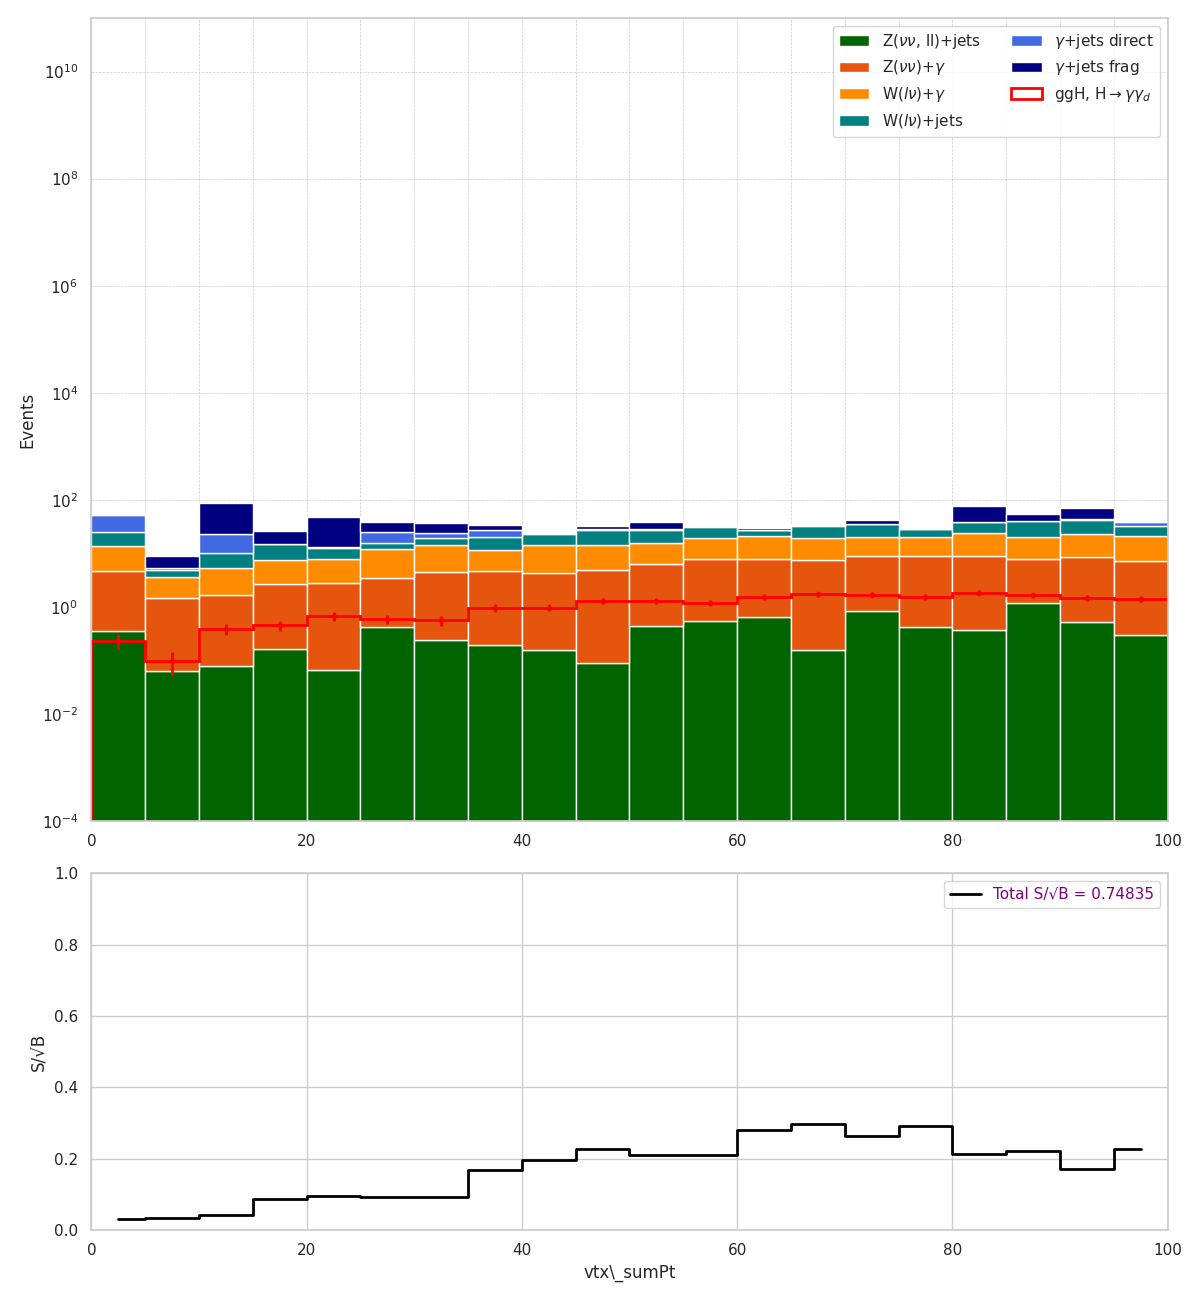 Z(νν, ll)+jets
Z(νν)+γ
W(lν)+γ
W(lν)+jets
γ+jets direct
γ+jets frag
ggH, H→γγ_d
Events
10^10
10^8
10^6
10^4
10^2
10^0
10^−2
10^−4
0 20 40 60 80 100
Total S/√B = 0.74835
S/√B
1.0
0.8
0.6
0.4
0.2
0.0
0 20 40 60 80 100
vtx\_sumPt